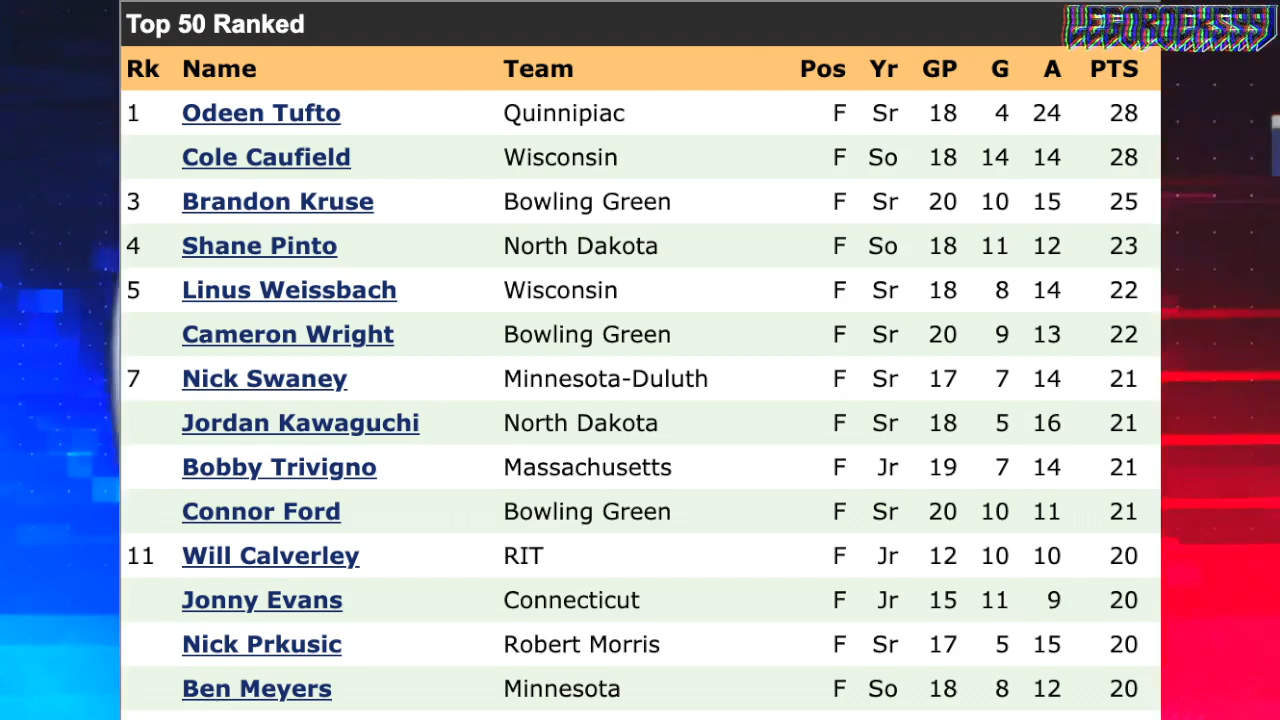 Top 50 Ranked
LEGOROCKS99
Rk Name Team Pos Yr GP G A PTS
1 Odeen Tufto Quinnipiac F Sr 18 4 24 28
Cole Caufield Wisconsin F So 18 14 14 28
3 Brandon Kruse Bowling Green F Sr 20 10 15 25
4 Shane Pinto North Dakota F So 18 11 12 23
5 Linus Weissbach Wisconsin F Sr 18 8 14 22
Cameron Wright Bowling Green F Sr 20 9 13 22
7 Nick Swaney Minnesota-Duluth F Sr 17 7 14 21
Jordan Kawaguchi North Dakota F Sr 18 5 16 21
Bobby Trivigno Massachusetts F Jr 19 7 14 21
Connor Ford Bowling Green F Sr 20 10 11 21
11 Will Calverley RIT F Jr 12 10 10 20
Jonny Evans Connecticut F Jr 15 11 9 20
Nick Prkusic Robert Morris F Sr 17 5 15 20
Ben Meyers Minnesota F So 18 8 12 20